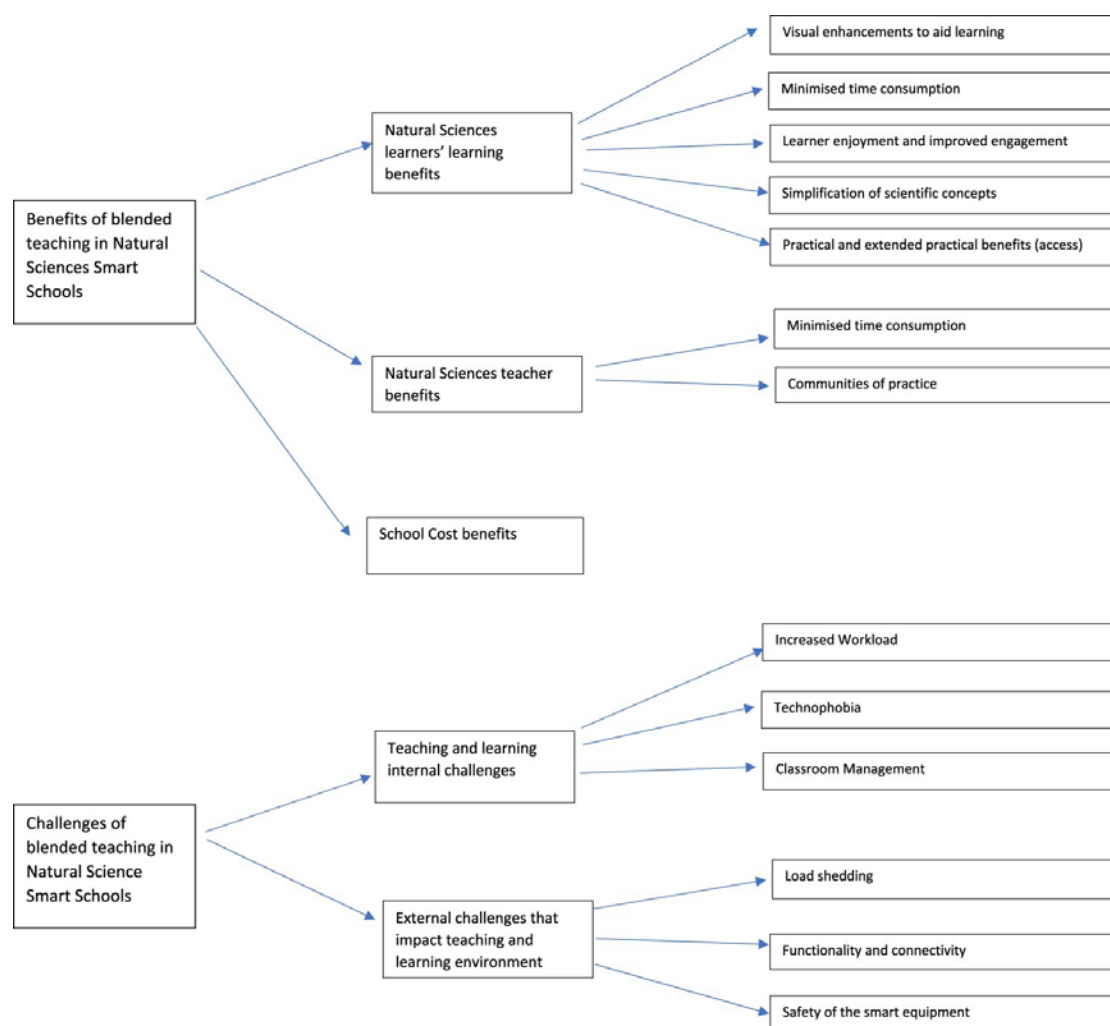 Benefits of blended
teaching in Natural
Sciences Smart
Schools
Natural Sciences
learners’ learning
benefits
Visual enhancements to aid learning
Minimised time consumption
Learner enjoyment and improved engagement
Simplification of scientific concepts
Practical and extended practical benefits (access)
Natural Sciences teacher
benefits
Minimised time consumption
Communities of practice
School Cost benefits
Challenges of
blended teaching in
Natural Science
Smart Schools
Teaching and learning
internal challenges
Increased Workload
Technophobia
Classroom Management
External challenges that
impact teaching and
learning environment
Load shedding
Functionality and connectivity
Safety of the smart equipment